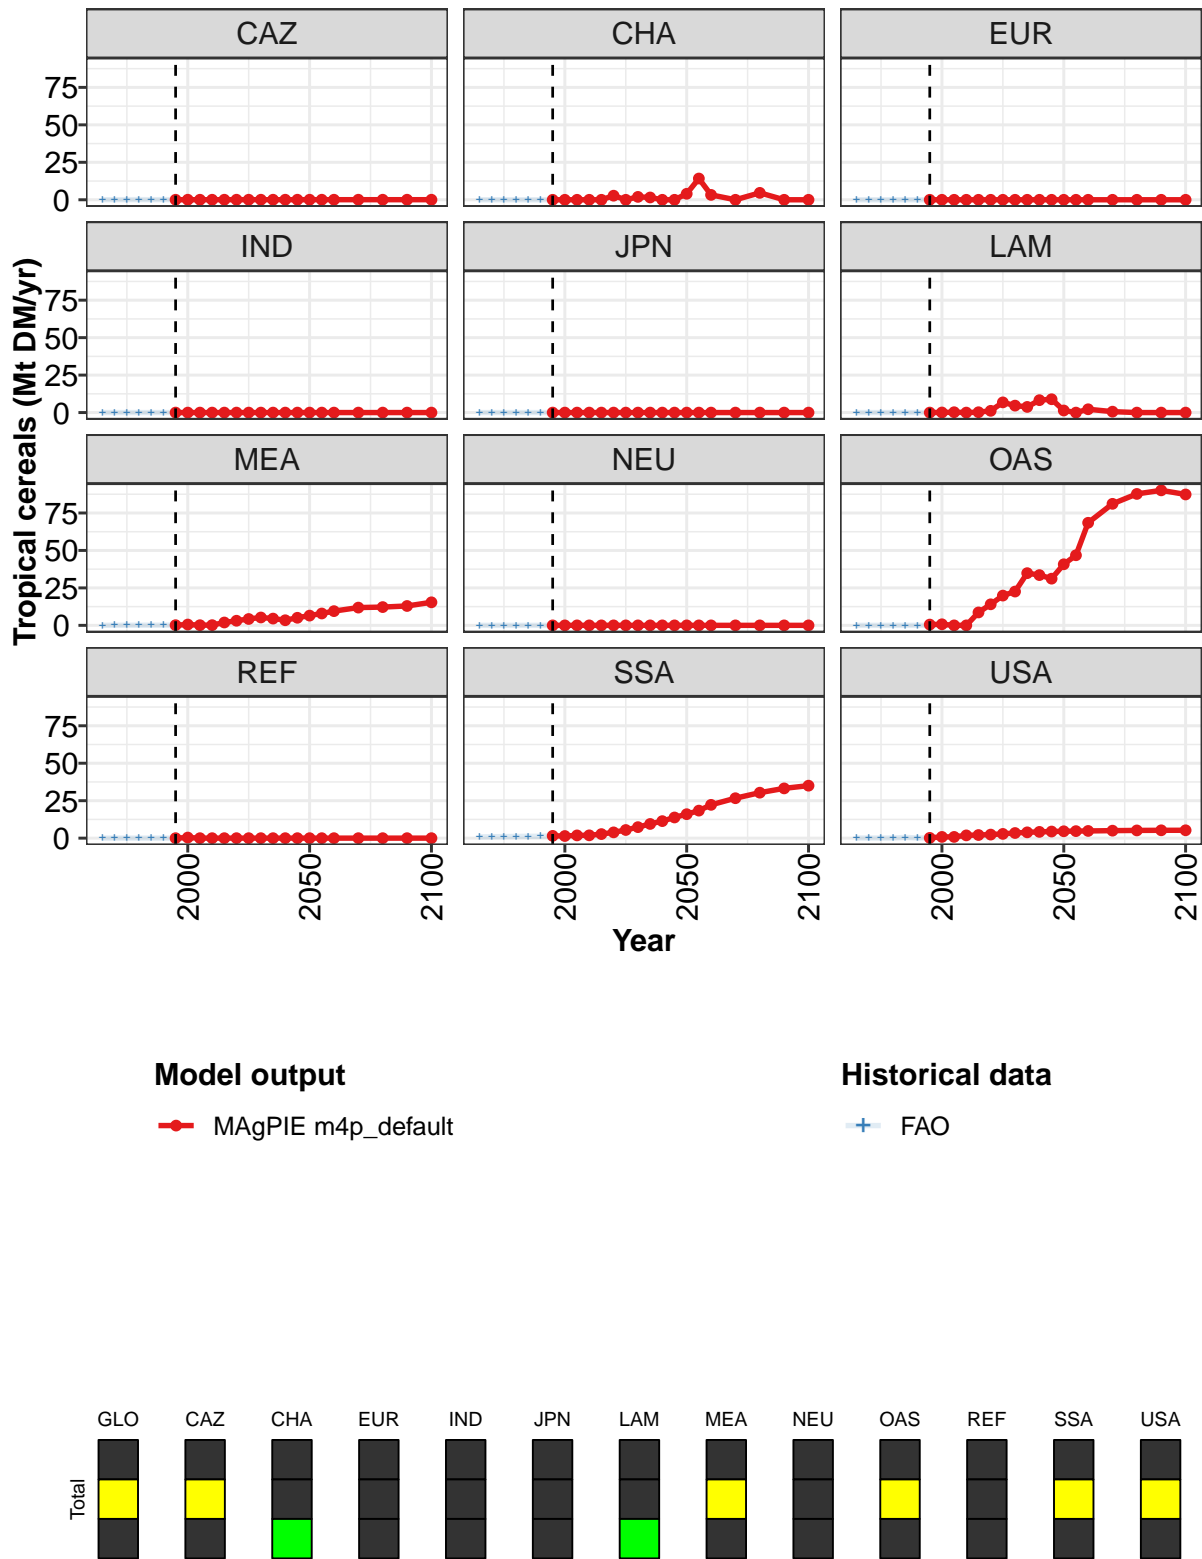 CAZ CHA EUR
75
50
25
0
IND JPN LAM
75
50
25
0
Tropical cereals (Mt DM/yr)
MEA NEU OAS
75
50
25
0
REF SSA USA
75
50
25
0
2000 2050 2100 2000 2050 2100 2000 2050 2100
Year
Model output Historical data
MAgPIE m4p_default FAO
GLO CAZ CHA EUR IND JPN LAM MEA NEU OAS REF SSA USA
Total